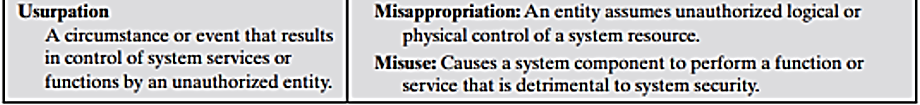 Usurpation
A circumstance or event that results
in control of system services or
functions by an unauthorized entity.
Misappropriation: An entity assumes unauthorized logical or
physical control of a system resource.
Misuse: Causes a system component to perform a function or
service that is detrimental to system security.